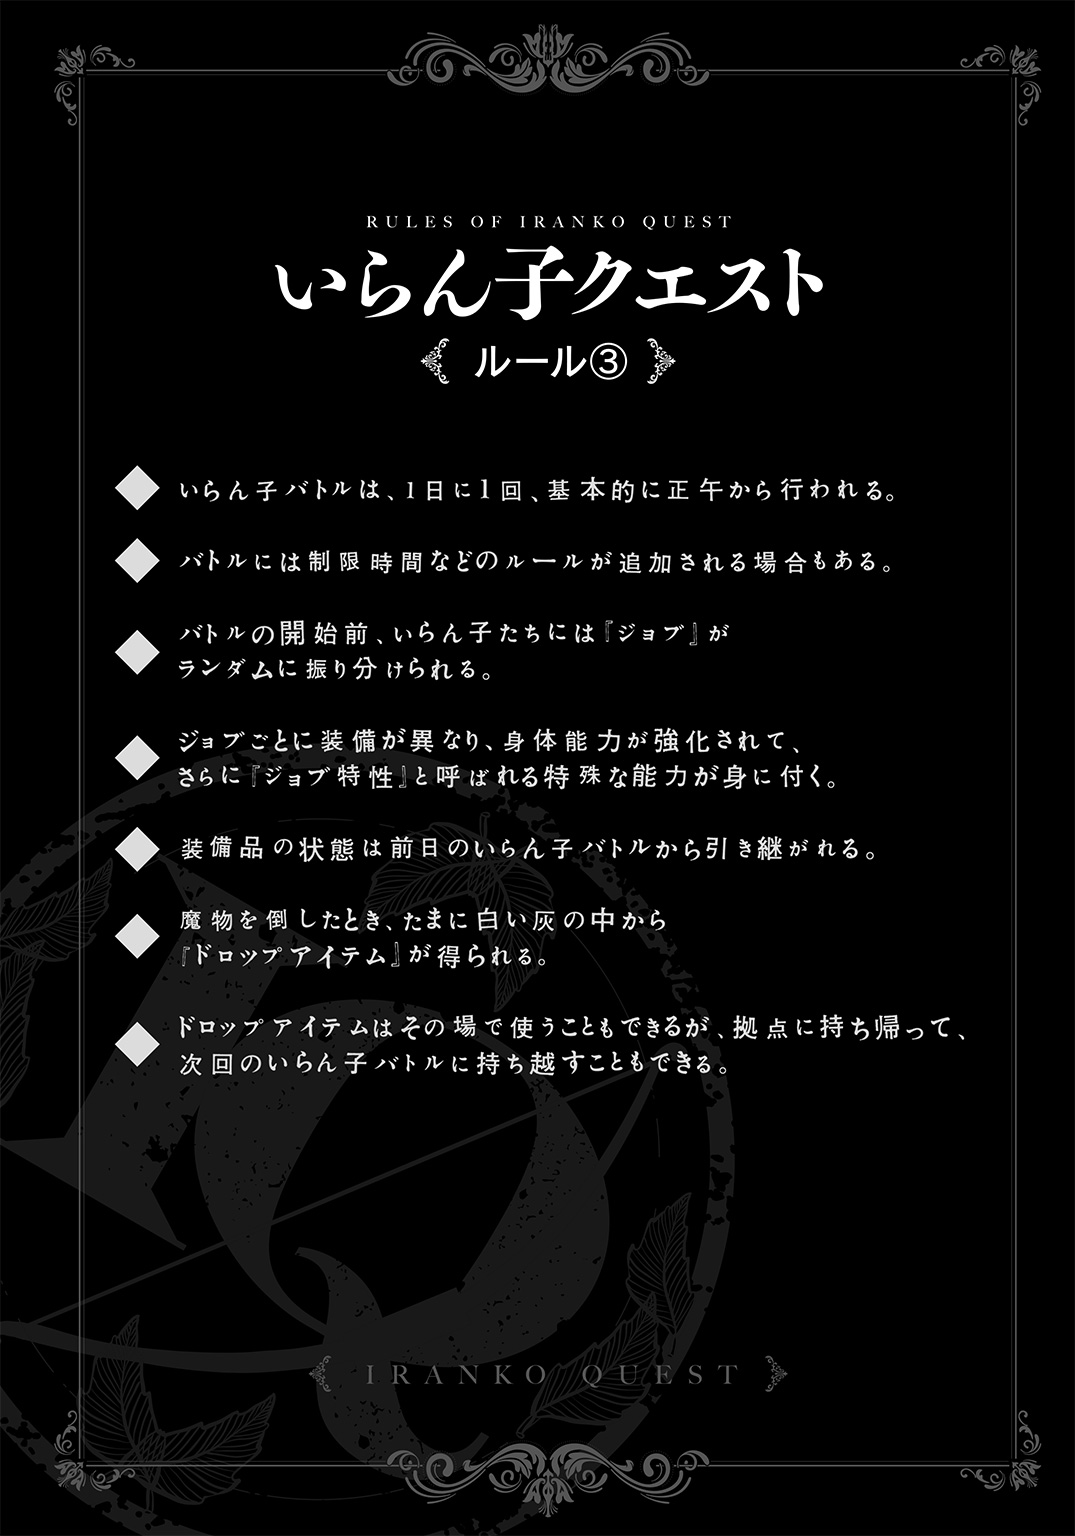 RULES OF IRANKO QUEST
いらん子クエスト
ルール③
いらん子バトルは、1日に1回、基本的に正午から行われる。
バトルには制限時間などのルールが追加される場合もある。
バトルの開始前、いらん子たちには『ジョブ』が
ランダムに振り分けられる。
ジョブごとに装備が異なり、身体能力が強化されて、
さらに『ジョブ特性』と呼ばれる特殊な能力が身に付く。
装備品の状態は前日のいらん子バトルから引き継がれる。
魔物を倒したとき、たまに白い灰の中から
『ドロップアイテム』が得られる。
ドロップアイテムはその場で使うこともできるが、拠点に持ち帰って、
次回のいらん子バトルに持ち越すこともできる。
IRANKO QUEST